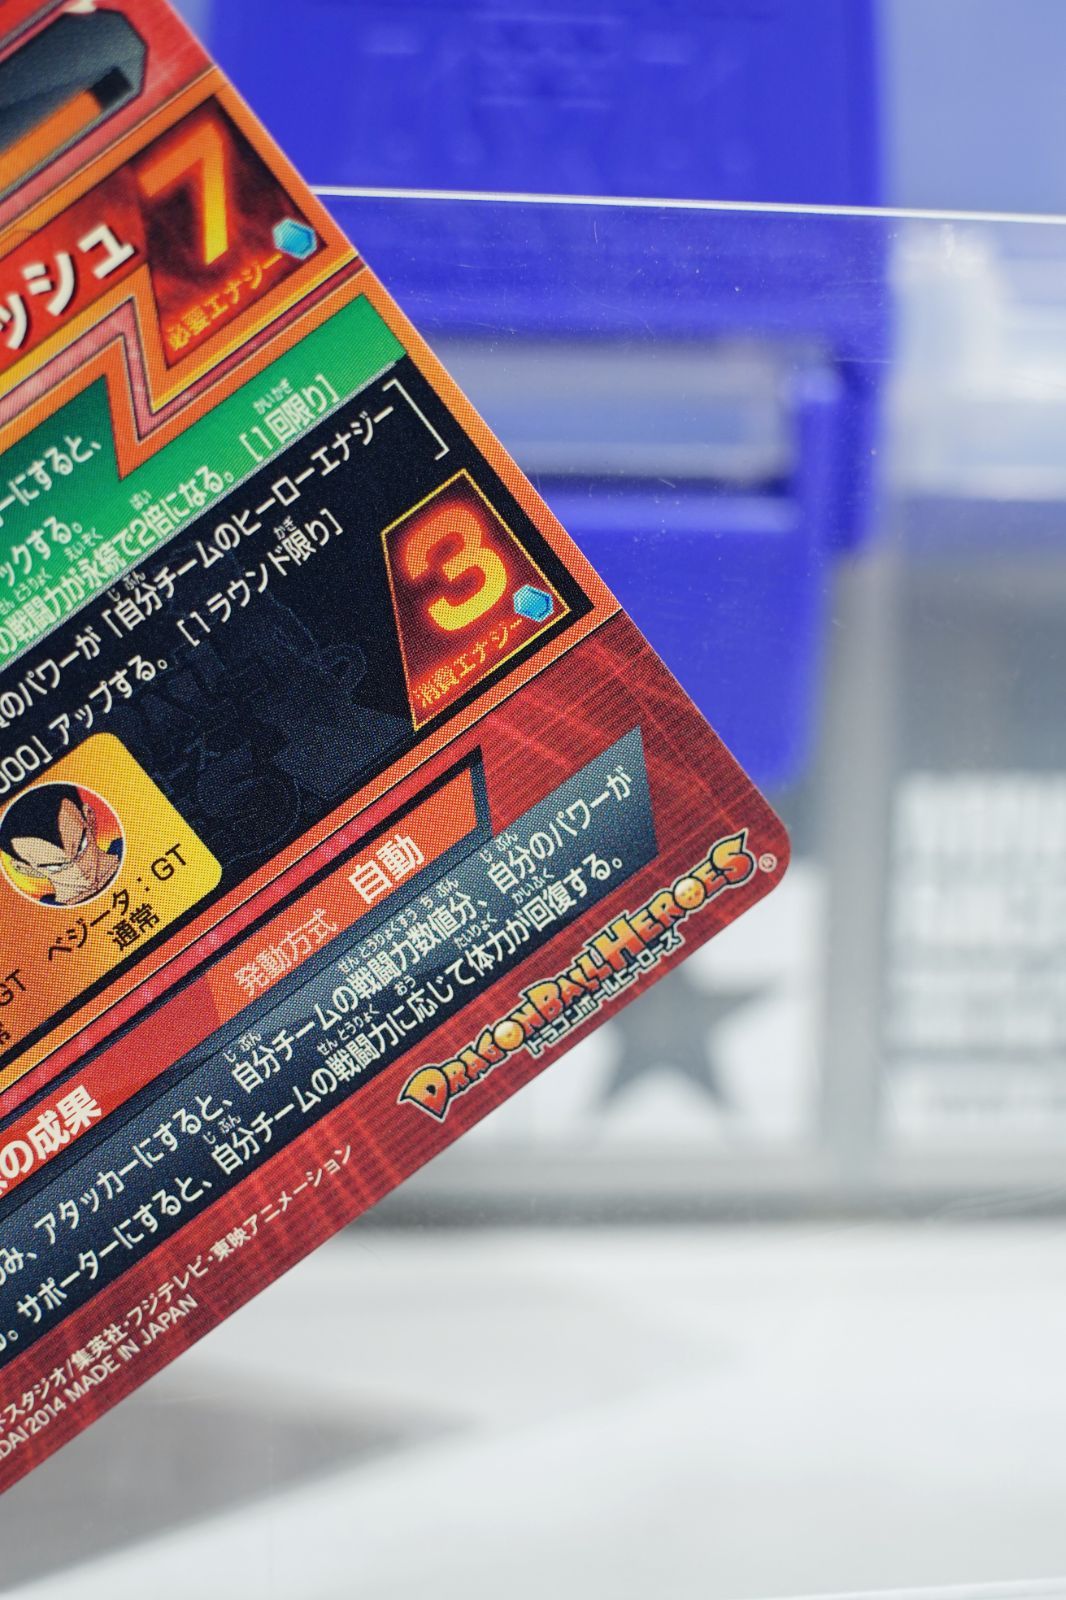 ッシュ
7
必要エナジー
ーにすると、
ックする。
の戦闘力が永続で2倍になる。[1回限り]
のパワーが「自分チームのヒーローエナジー
000」アップする。[1ラウンド限り]
3
消費エナジー
ベジータ:GT
通常
GT
発動方式 自動
の成果
み、アタッカーにすると、自分チームの戦闘力数値分、自分のパワーが
。サポーターにすると、自分チームの戦闘力に応じて体力が回復する。
DRAGONBALL HEROES®
ドラゴンボールヒーローズ
ドスタジオ/集英社・フジテレビ・東映アニメーション
DAI 2014 MADE IN JAPAN